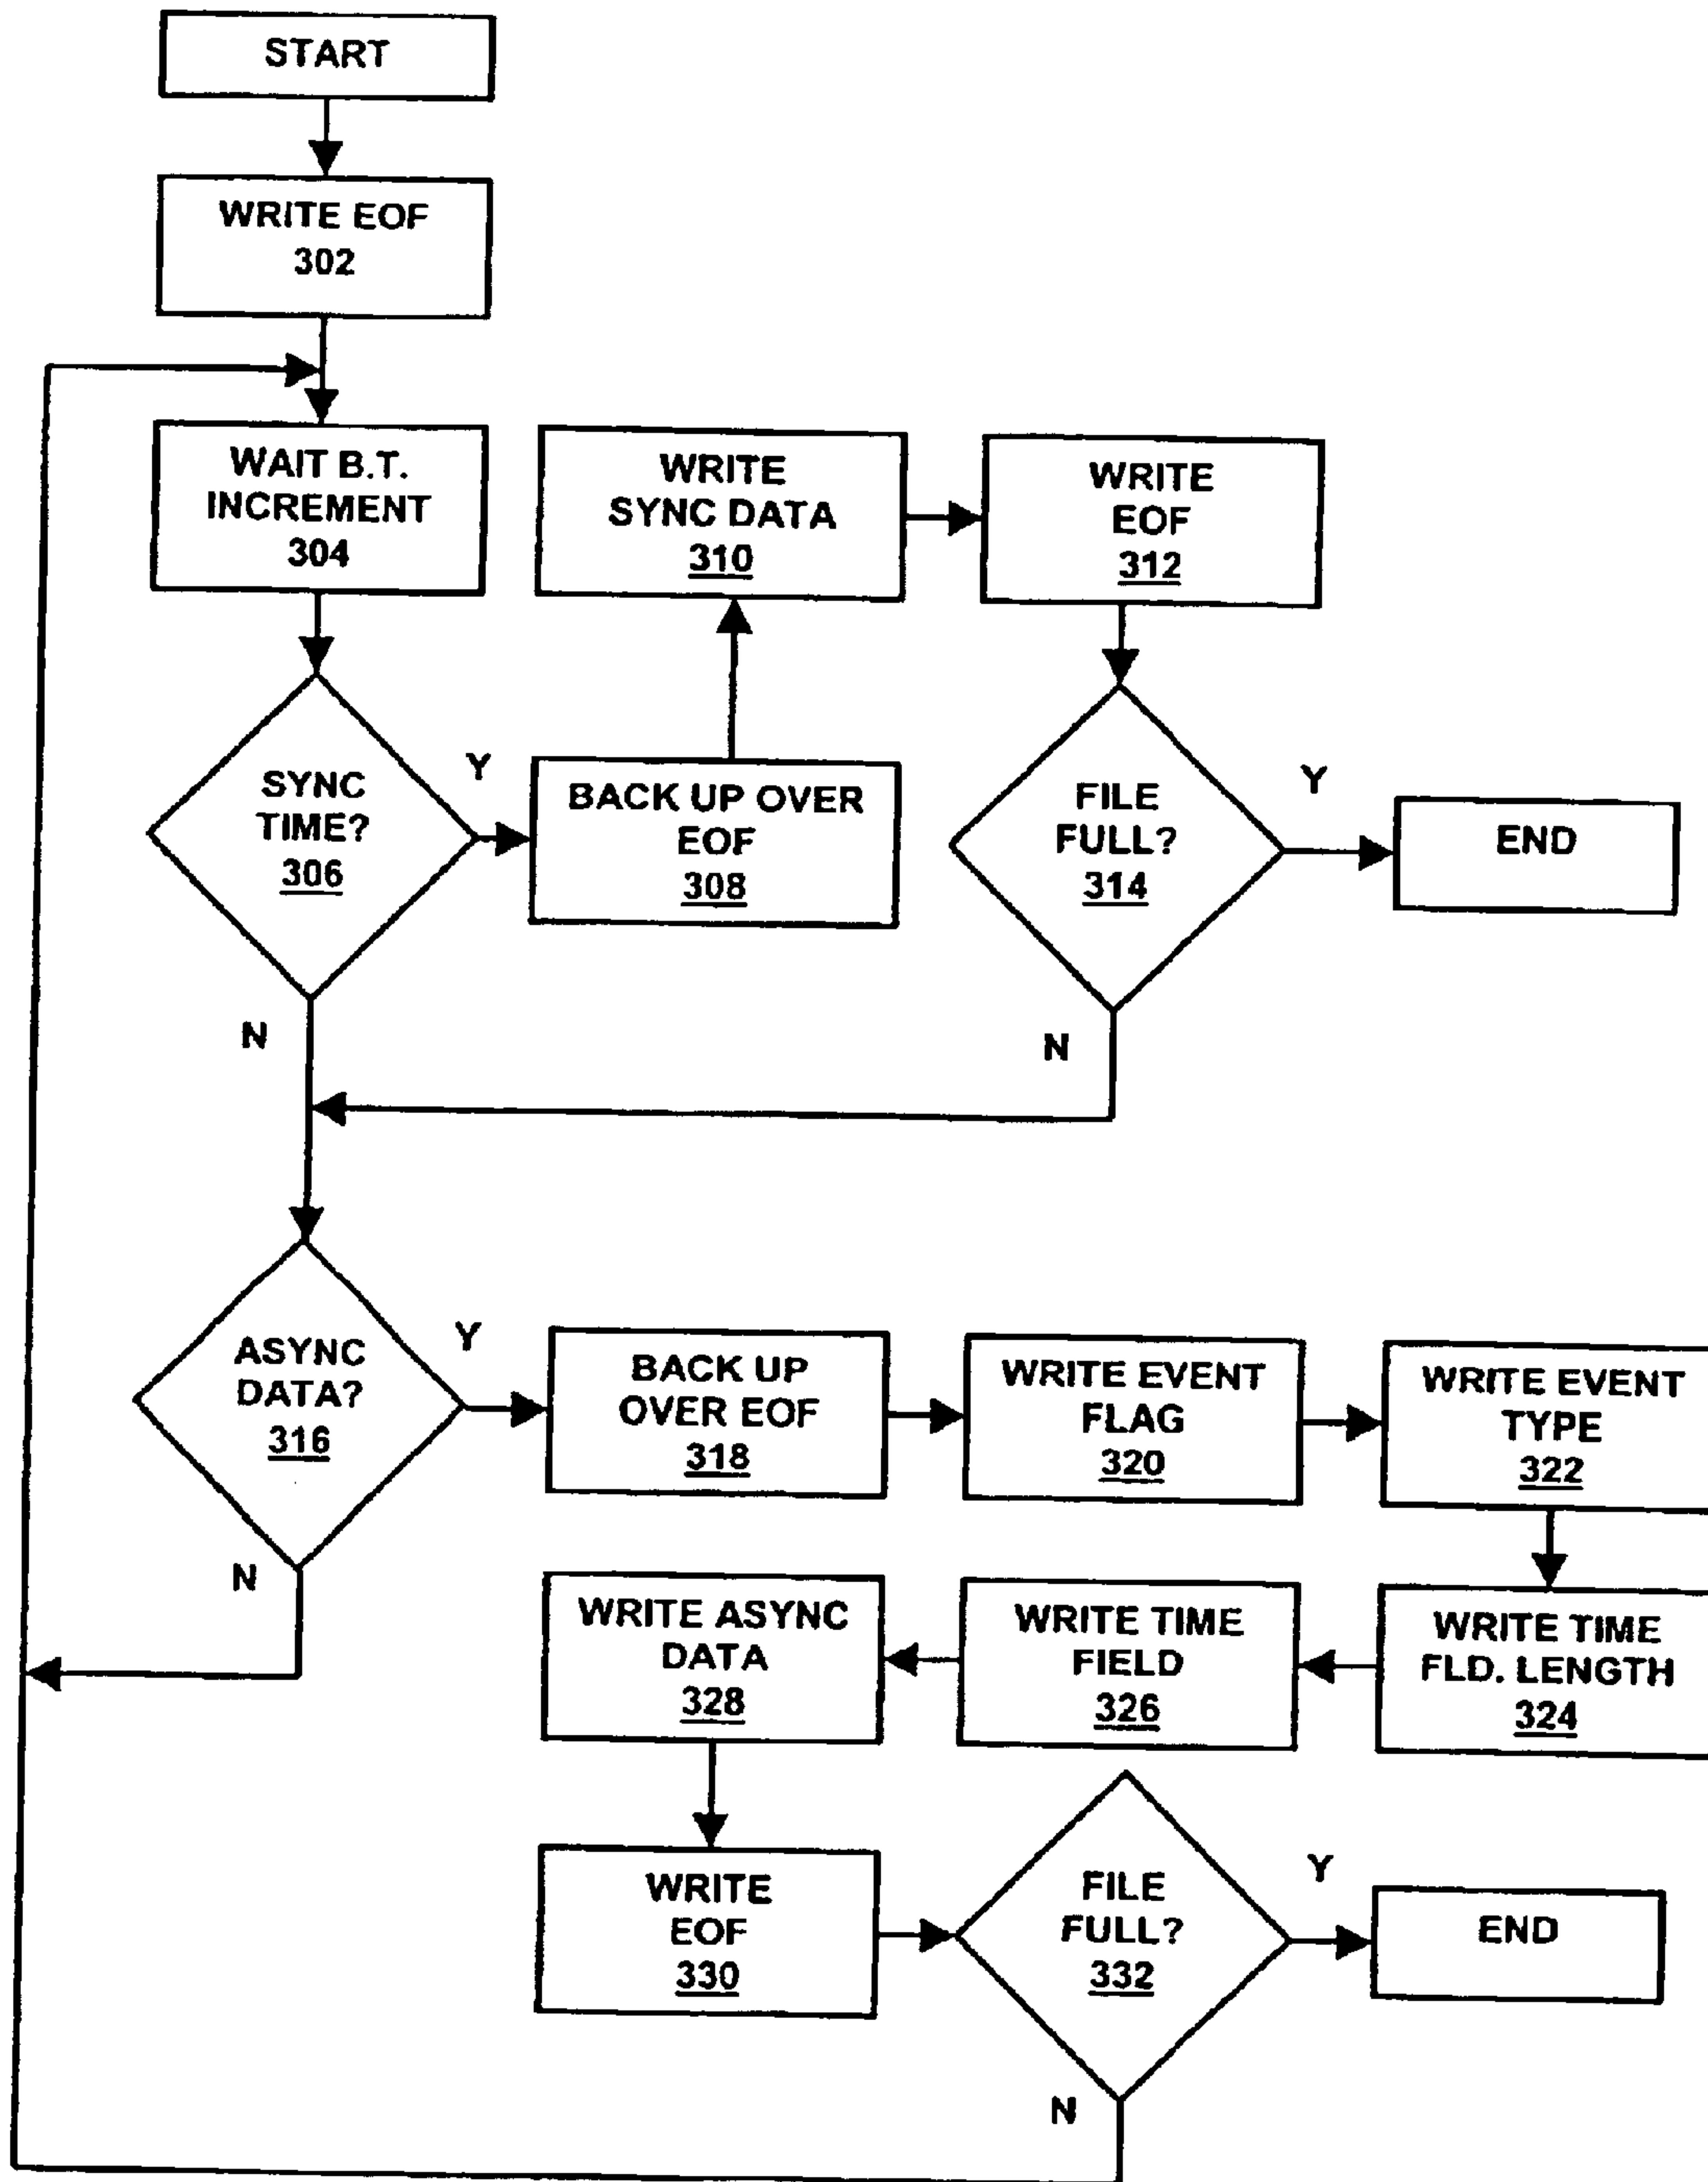 START
WRITE EOF
302
WAIT B.T.
INCREMENT
304
WRITE
SYNC DATA
310
WRITE
EOF
312
SYNC
TIME?
306
Y
BACK UP OVER
EOF
308
FILE
FULL?
314
Y
END
N
N
ASYNC
DATA?
316
Y
BACK UP
OVER EOF
318
WRITE EVENT
FLAG
320
WRITE EVENT
TYPE
322
N
WRITE ASYNC
DATA
328
WRITE TIME
FIELD
326
WRITE TIME
FLD. LENGTH
324
WRITE
EOF
330
FILE
FULL?
332
Y
END
N